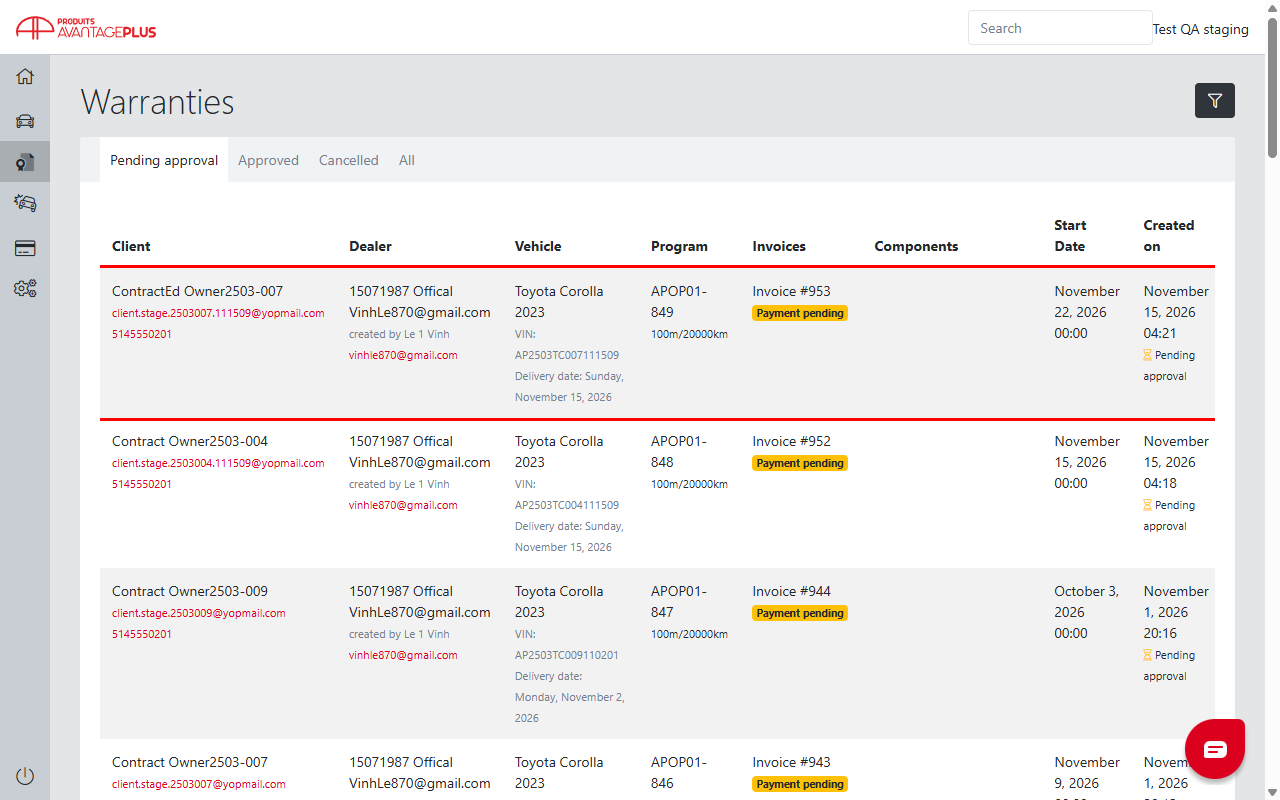 PRODUITS
AVANTAGEPLUS
Search
Test QA staging
Warranties
Pending approval
Approved
Cancelled
All
Client
Dealer
Vehicle
Program
Invoices
Components
Start
Date
Created
on
ContractEd Owner2503-007
client.stage.2503007.111509@yopmail.com
5145550201
15071987 Offical
VinhLe870@gmail.com
created by Le 1 Vinh
vinhle870@gmail.com
Toyota Corolla
2023
VIN:
AP2503TC007111509
Delivery date: Sunday,
November 15, 2026
APOP01-
849
100m/20000km
Invoice #953
Payment pending
November
22, 2026
00:00
November
15, 2026
04:21
Pending
approval
Contract Owner2503-004
client.stage.2503004.111509@yopmail.com
5145550201
15071987 Offical
VinhLe870@gmail.com
created by Le 1 Vinh
vinhle870@gmail.com
Toyota Corolla
2023
VIN:
AP2503TC004111509
Delivery date: Sunday,
November 15, 2026
APOP01-
848
100m/20000km
Invoice #952
Payment pending
November
15, 2026
00:00
November
15, 2026
04:18
Pending
approval
Contract Owner2503-009
client.stage.2503009@yopmail.com
5145550201
15071987 Offical
VinhLe870@gmail.com
created by Le 1 Vinh
vinhle870@gmail.com
Toyota Corolla
2023
VIN:
AP2503TC009110201
Delivery date:
Monday, November 2,
2026
APOP01-
847
100m/20000km
Invoice #944
Payment pending
October 3,
2026
00:00
November
1, 2026
20:16
Pending
approval
Contract Owner2503-007
client.stage.2503007@yopmail.com
15071987 Offical
VinhLe870@gmail.com
Toyota Corolla
2023
APOP01-
846
Invoice #943
Payment pending
November
9, 2026
1, 2026